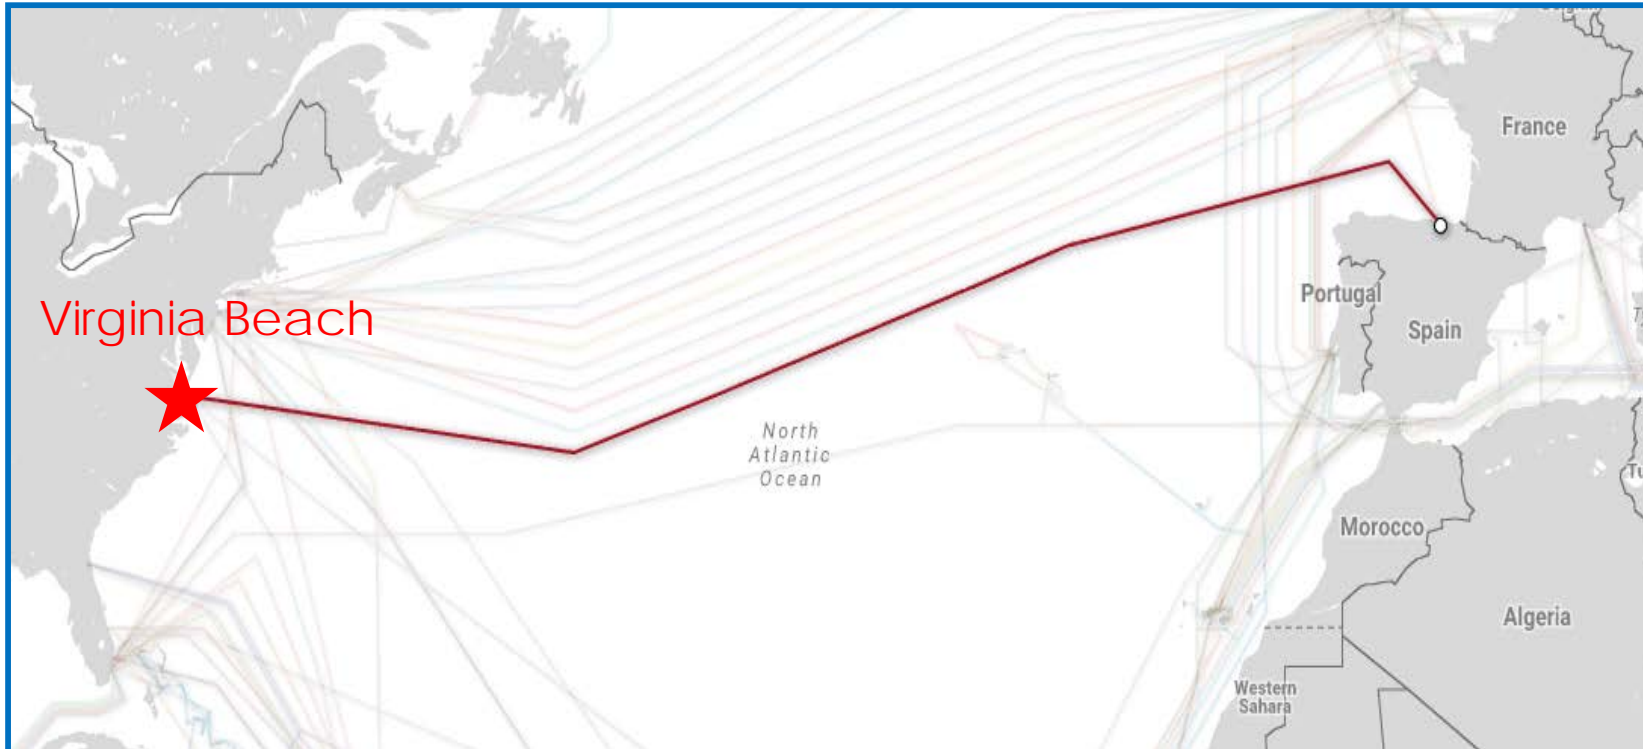 France
Portugal
Virginia Beach
Spain
North
Atlantic
Ocean
Morocco
Algeria
Western
Sahara